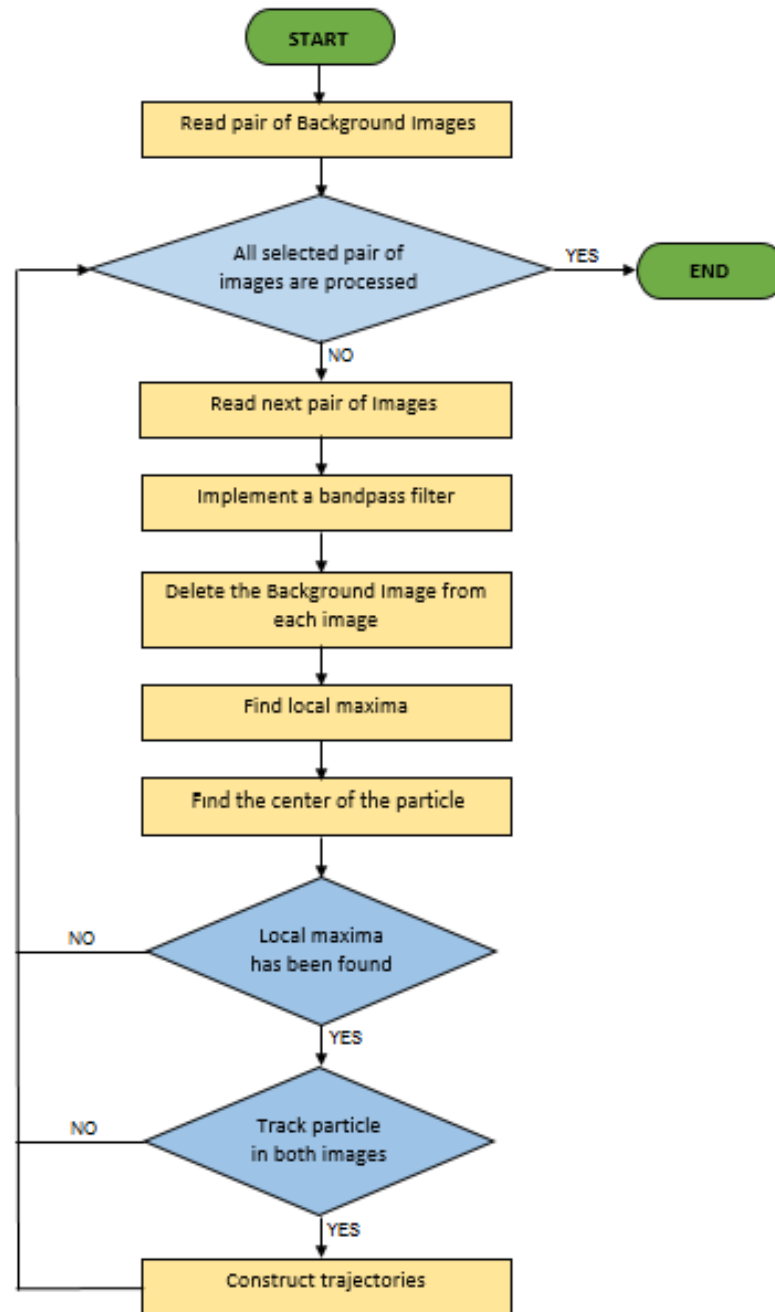 START
Read pair of Background Images
All selected pair of
images are processed
YES
END
NO
Read next pair of Images
Implement a bandpass filter
Delete the Background Image from
each image
Find local maxima
Find the center of the particle
NO
Local maxima
has been found
YES
NO
Track particle
in both images
YES
Construct trajectories